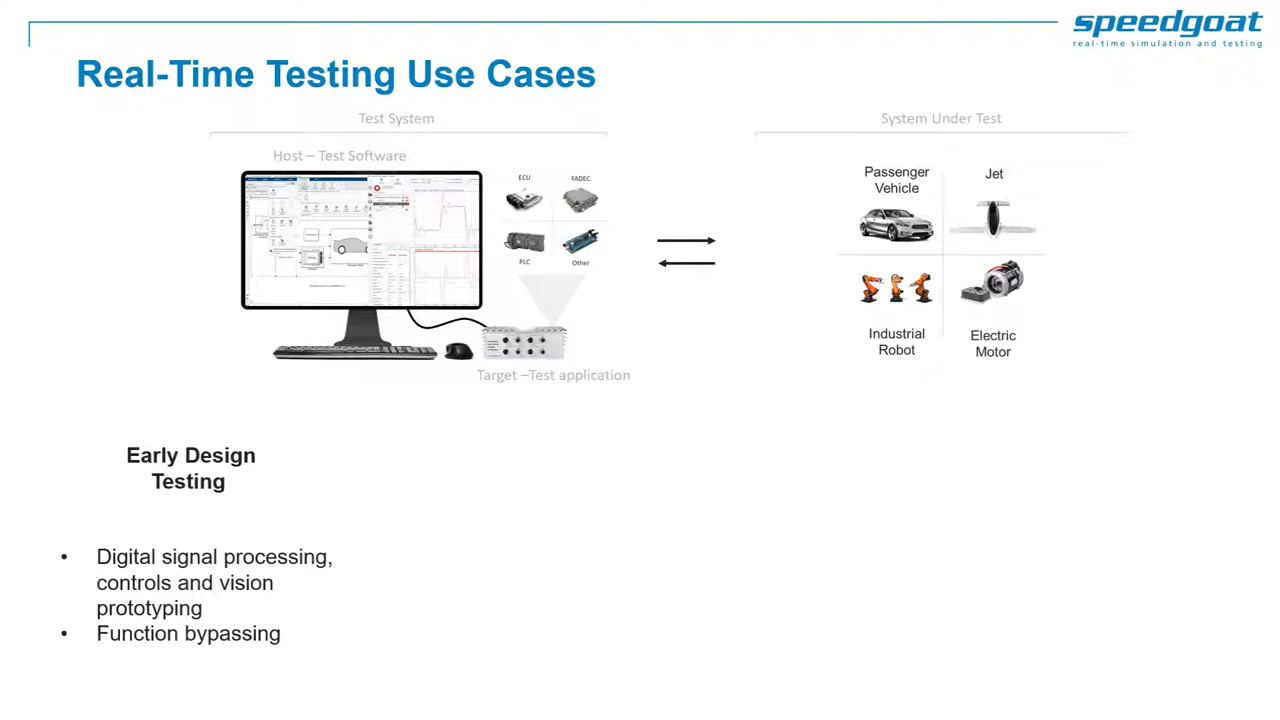 speedgoat
real-time simulation and testing
Real-Time Testing Use Cases
Test System
System Under Test
Host – Test Software
ECU
FADEC
PLC
Other
Target –Test application
Passenger
Vehicle
Jet
Industrial
Robot
Electric
Motor
Early Design
Testing
• Digital signal processing,
controls and vision
prototyping
• Function bypassing